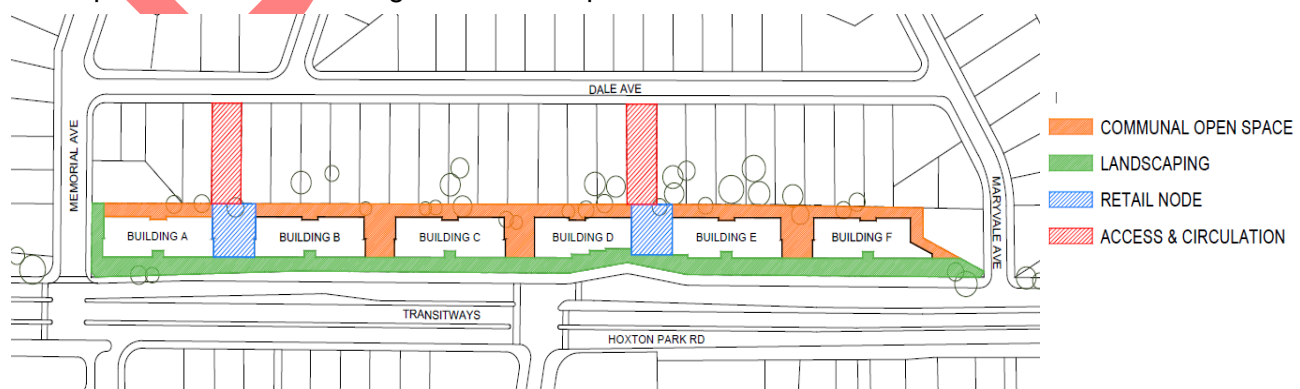 DALE AVE
MEMORIAL AVE
MARYVALE AVE
BUILDING A
BUILDING B
BUILDING C
BUILDING D
BUILDING E
BUILDING F
TRANSITWAYS
HOXTON PARK RD
COMMUNAL OPEN SPACE
LANDSCAPING
RETAIL NODE
ACCESS & CIRCULATION